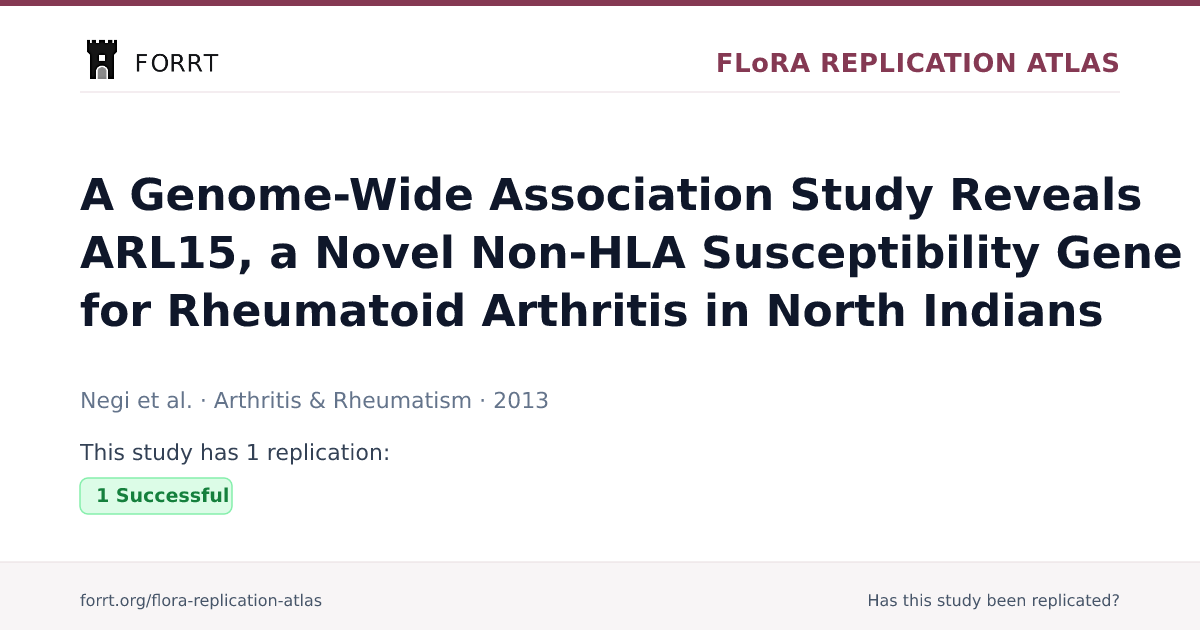 FORRT
FLoRA REPLICATION ATLAS
A Genome-Wide Association Study Reveals
ARL15, a Novel Non-HLA Susceptibility Gene
for Rheumatoid Arthritis in North Indians
Negi et al. · Arthritis & Rheumatism · 2013
This study has 1 replication:
1 Successful
forrt.org/flora-replication-atlas
Has this study been replicated?